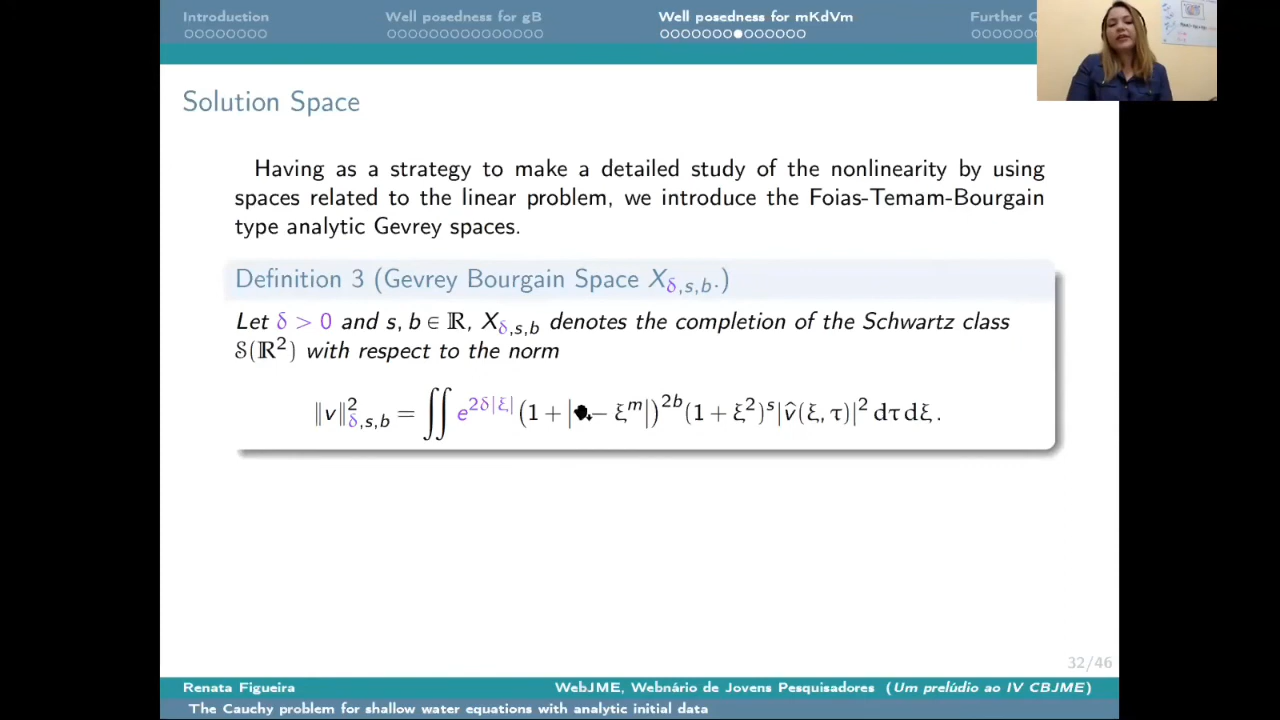 Introduction
Well posedness for gB
Well posedness for mKdVm
Further
Solution Space
Having as a strategy to make a detailed study of the nonlinearity by using
spaces related to the linear problem, we introduce the Foias-Temam-Bourgain
type analytic Gevrey spaces.
Definition 3 (Gevrey Bourgain Space X_{δ,s,b}.)
Let δ > 0 and s, b ∈ ℝ, X_{δ,s,b} denotes the completion of the Schwartz class
𝒮(ℝ²) with respect to the norm
‖v‖²_{δ,s,b} = ∬ e^{2δ|ξ|} (1 + | − ξ^m|)^{2b} (1 + ξ²)^s |v̂(ξ, τ)|² dτ dξ.
32/46
Renata Figueira
WebJME, Webnário de Jovens Pesquisadores (Um prelúdio ao IV CBJME)
The Cauchy problem for shallow water equations with analytic initial data